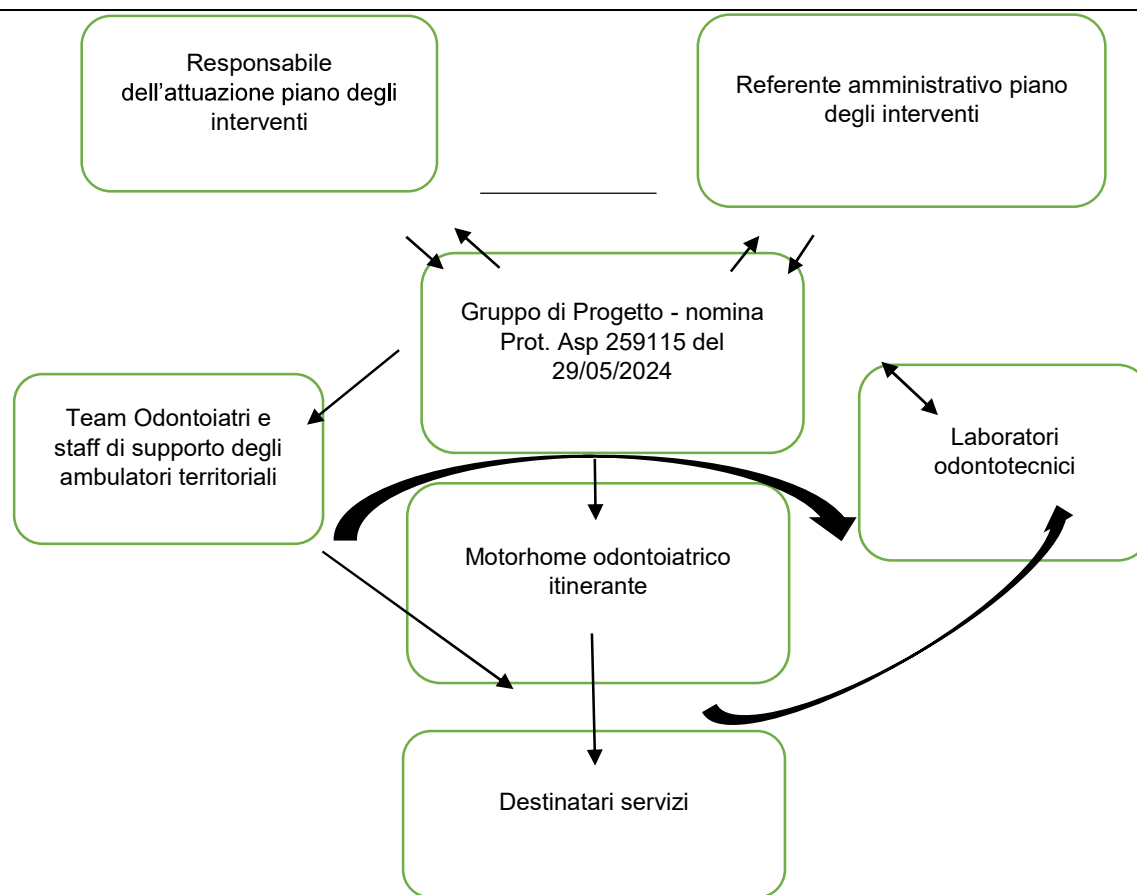 Responsabile
dell'attuazione piano degli
interventi
Referente amministrativo piano
degli interventi
Gruppo di Progetto - nomina
Prot. Asp 259115 del
29/05/2024
Team Odontoiatri e
staff di supporto degli
ambulatori territoriali
Laboratori
odontotecnici
Motorhome odontoiatrico
itinerante
Destinatari servizi